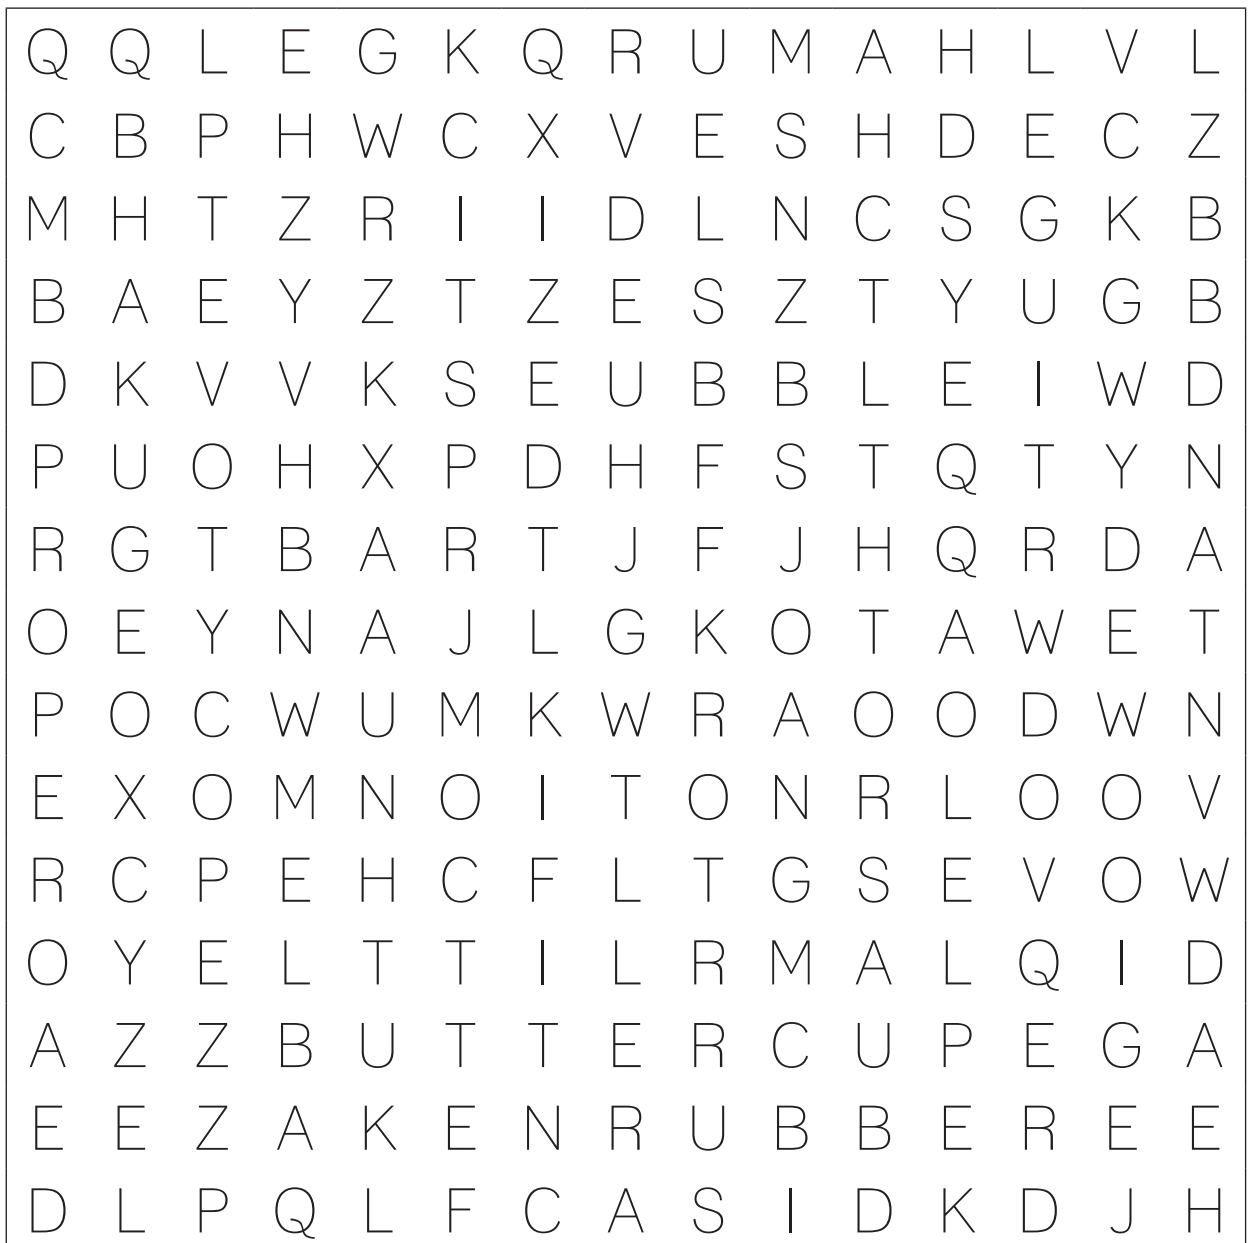 Q Q L E G K Q R U M A H L V L
C B P H W C X V E S H D E C Z
M H T Z R I I D L N C S G K B
B A E Y Z T Z E S Z T Y U G B
D K V V K S E U B B L E I W D
P U O H X P D H F S T Q T Y N
R G T B A R T J F J H Q R D A
O E Y N A J L G K O T A W E T
P O C W U M K W R A O O D W N
E X O M N O I T O N R L O O V
R C P E H C F L T G S E V O W
O Y E L T T I L R M A L Q I D
A Z Z B U T T E R C U P E G A
E E Z A K E N R U B B E R E E
D L P Q L F C A S I D K D J H